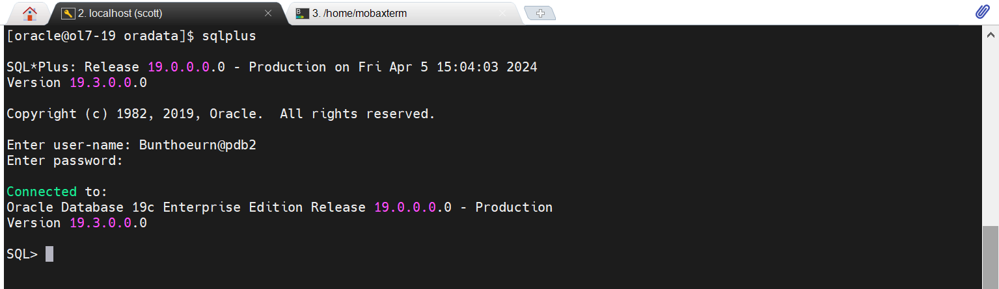 2. localhost (scott)
3. /home/mobaxterm
[oracle@ol7-19 oradata]$ sqlplus
SQL*Plus: Release 19.0.0.0.0 - Production on Fri Apr 5 15:04:03 2024
Version 19.3.0.0.0
Copyright (c) 1982, 2019, Oracle.  All rights reserved.
Enter user-name: Bunthoeurn@pdb2
Enter password:
Connected to:
Oracle Database 19c Enterprise Edition Release 19.0.0.0.0 - Production
Version 19.3.0.0.0
SQL>